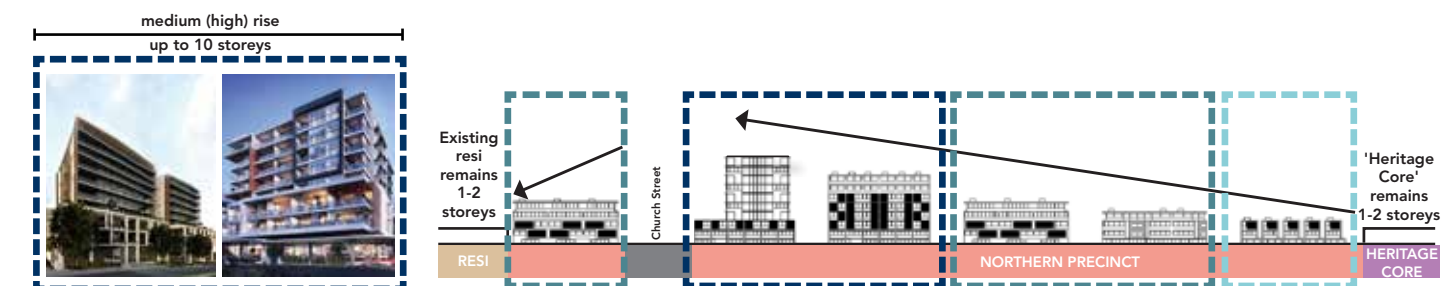 medium (high) rise
up to 10 storeys
Existing
resi
remains
1-2
storeys
Church Street
'Heritage
Core'
remains
1-2 storeys
RESI
NORTHERN PRECINCT
HERITAGE
CORE